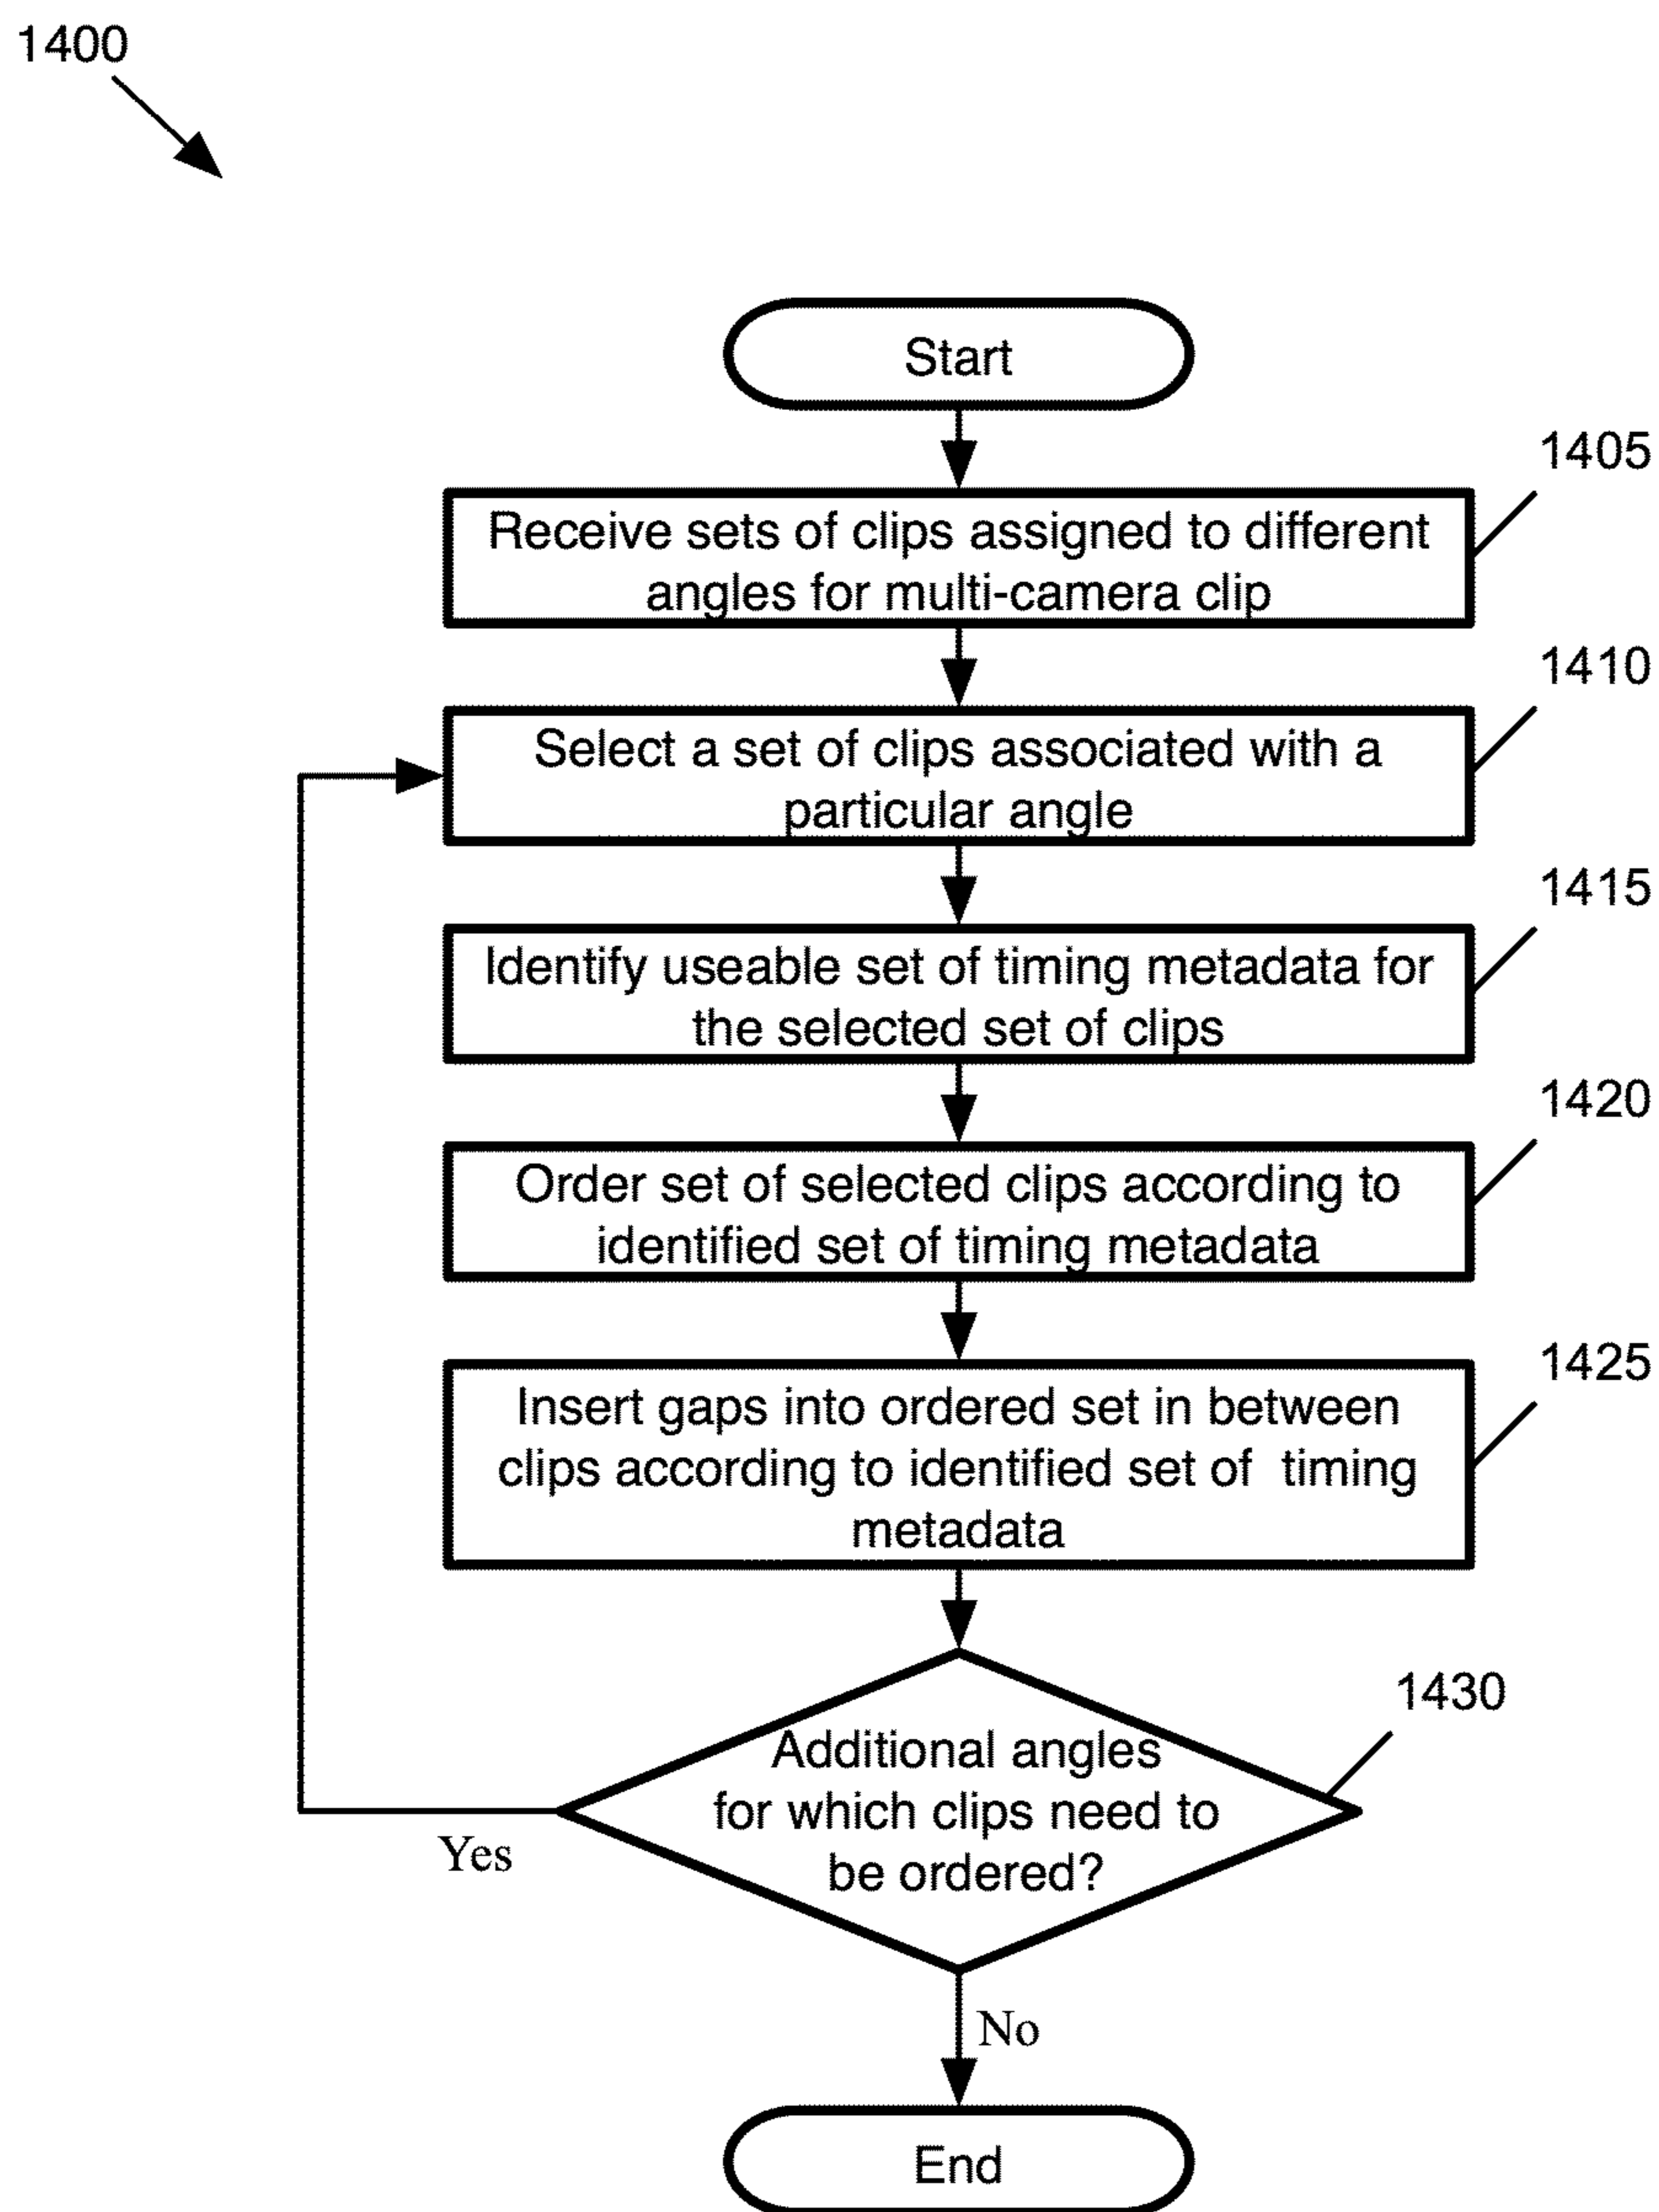 1400
Start
1405
Receive sets of clips assigned to different
angles for multi-camera clip
1410
Select a set of clips associated with a
particular angle
1415
Identify useable set of timing metadata for
the selected set of clips
1420
Order set of selected clips according to
identified set of timing metadata
1425
Insert gaps into ordered set in between
clips according to identified set of timing
metadata
1430
Additional angles
for which clips need to
be ordered?
Yes
No
End